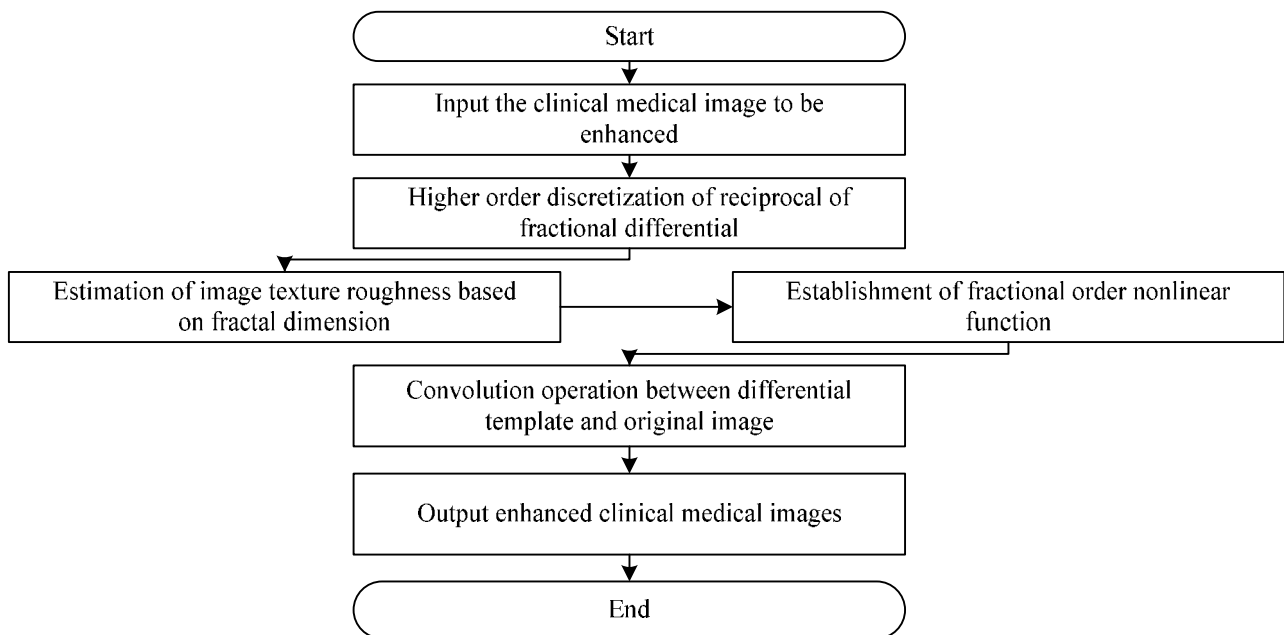 Start
Input the clinical medical image to be
enhanced
Higher order discretization of reciprocal of
fractional differential
Estimation of image texture roughness based
on fractal dimension
Establishment of fractional order nonlinear
function
Convolution operation between differential
template and original image
Output enhanced clinical medical images
End